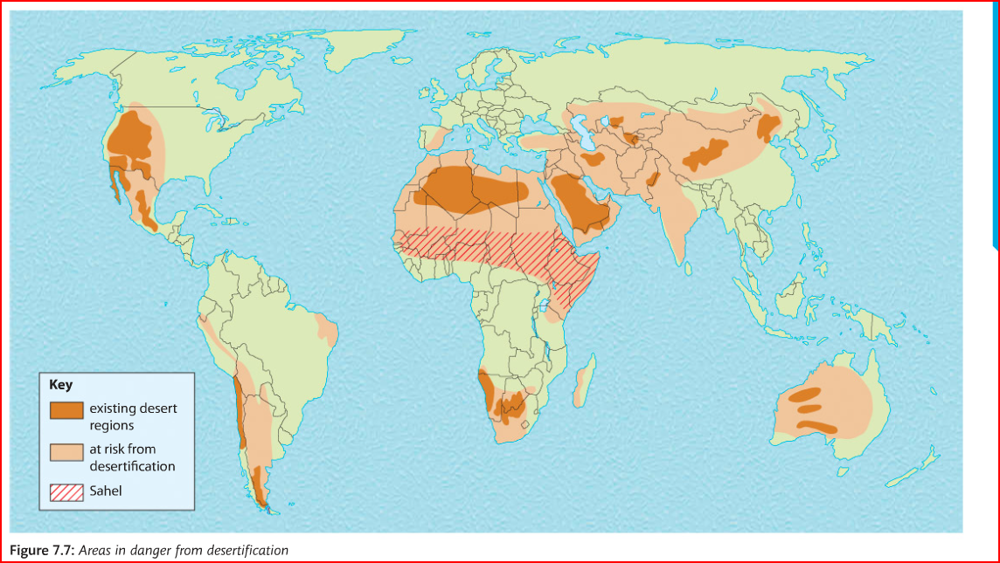 Key
existing desert
regions
at risk from
desertification
Sahel
Figure 7.7: Areas in danger from desertification